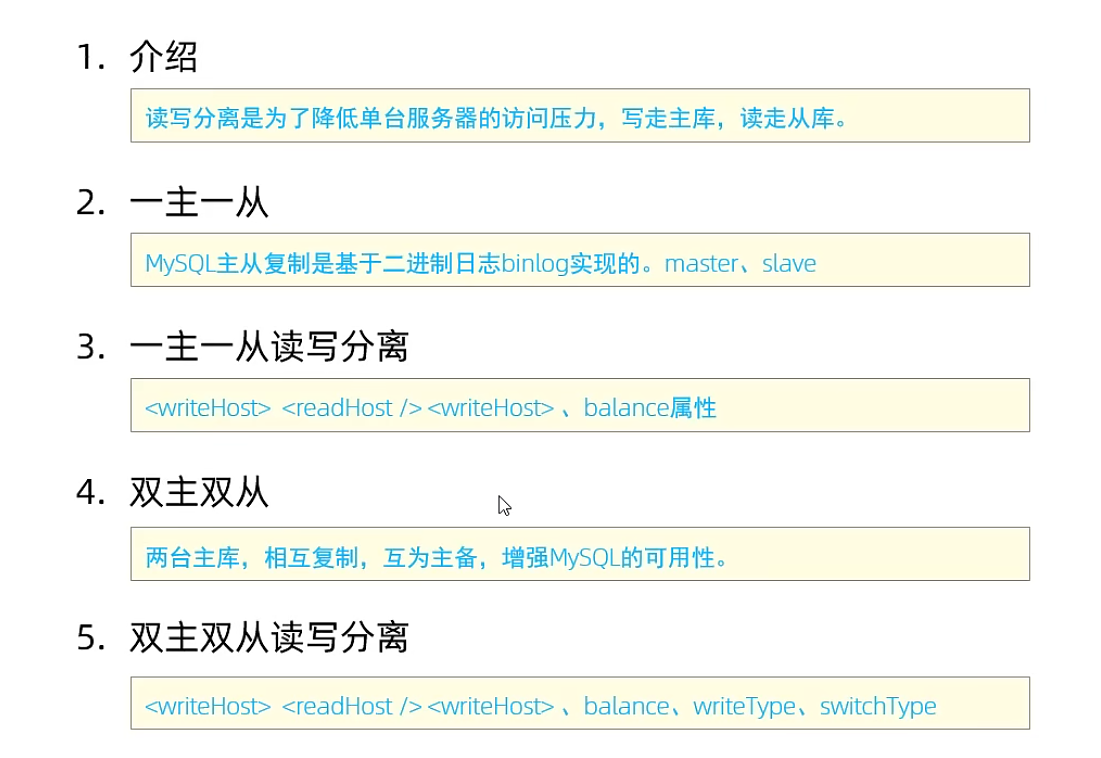 1. 介绍
读写分离是为了降低单台服务器的访问压力，写走主库，读走从库。
2. 一主一从
MySQL主从复制是基于二进制日志binlog实现的。master、slave
3. 一主一从读写分离
<writeHost> <readHost /> <writeHost> 、balance属性
4. 双主双从
两台主库，相互复制，互为主备，增强MySQL的可用性。
5. 双主双从读写分离
<writeHost> <readHost /> <writeHost> 、balance、writeType、switchType